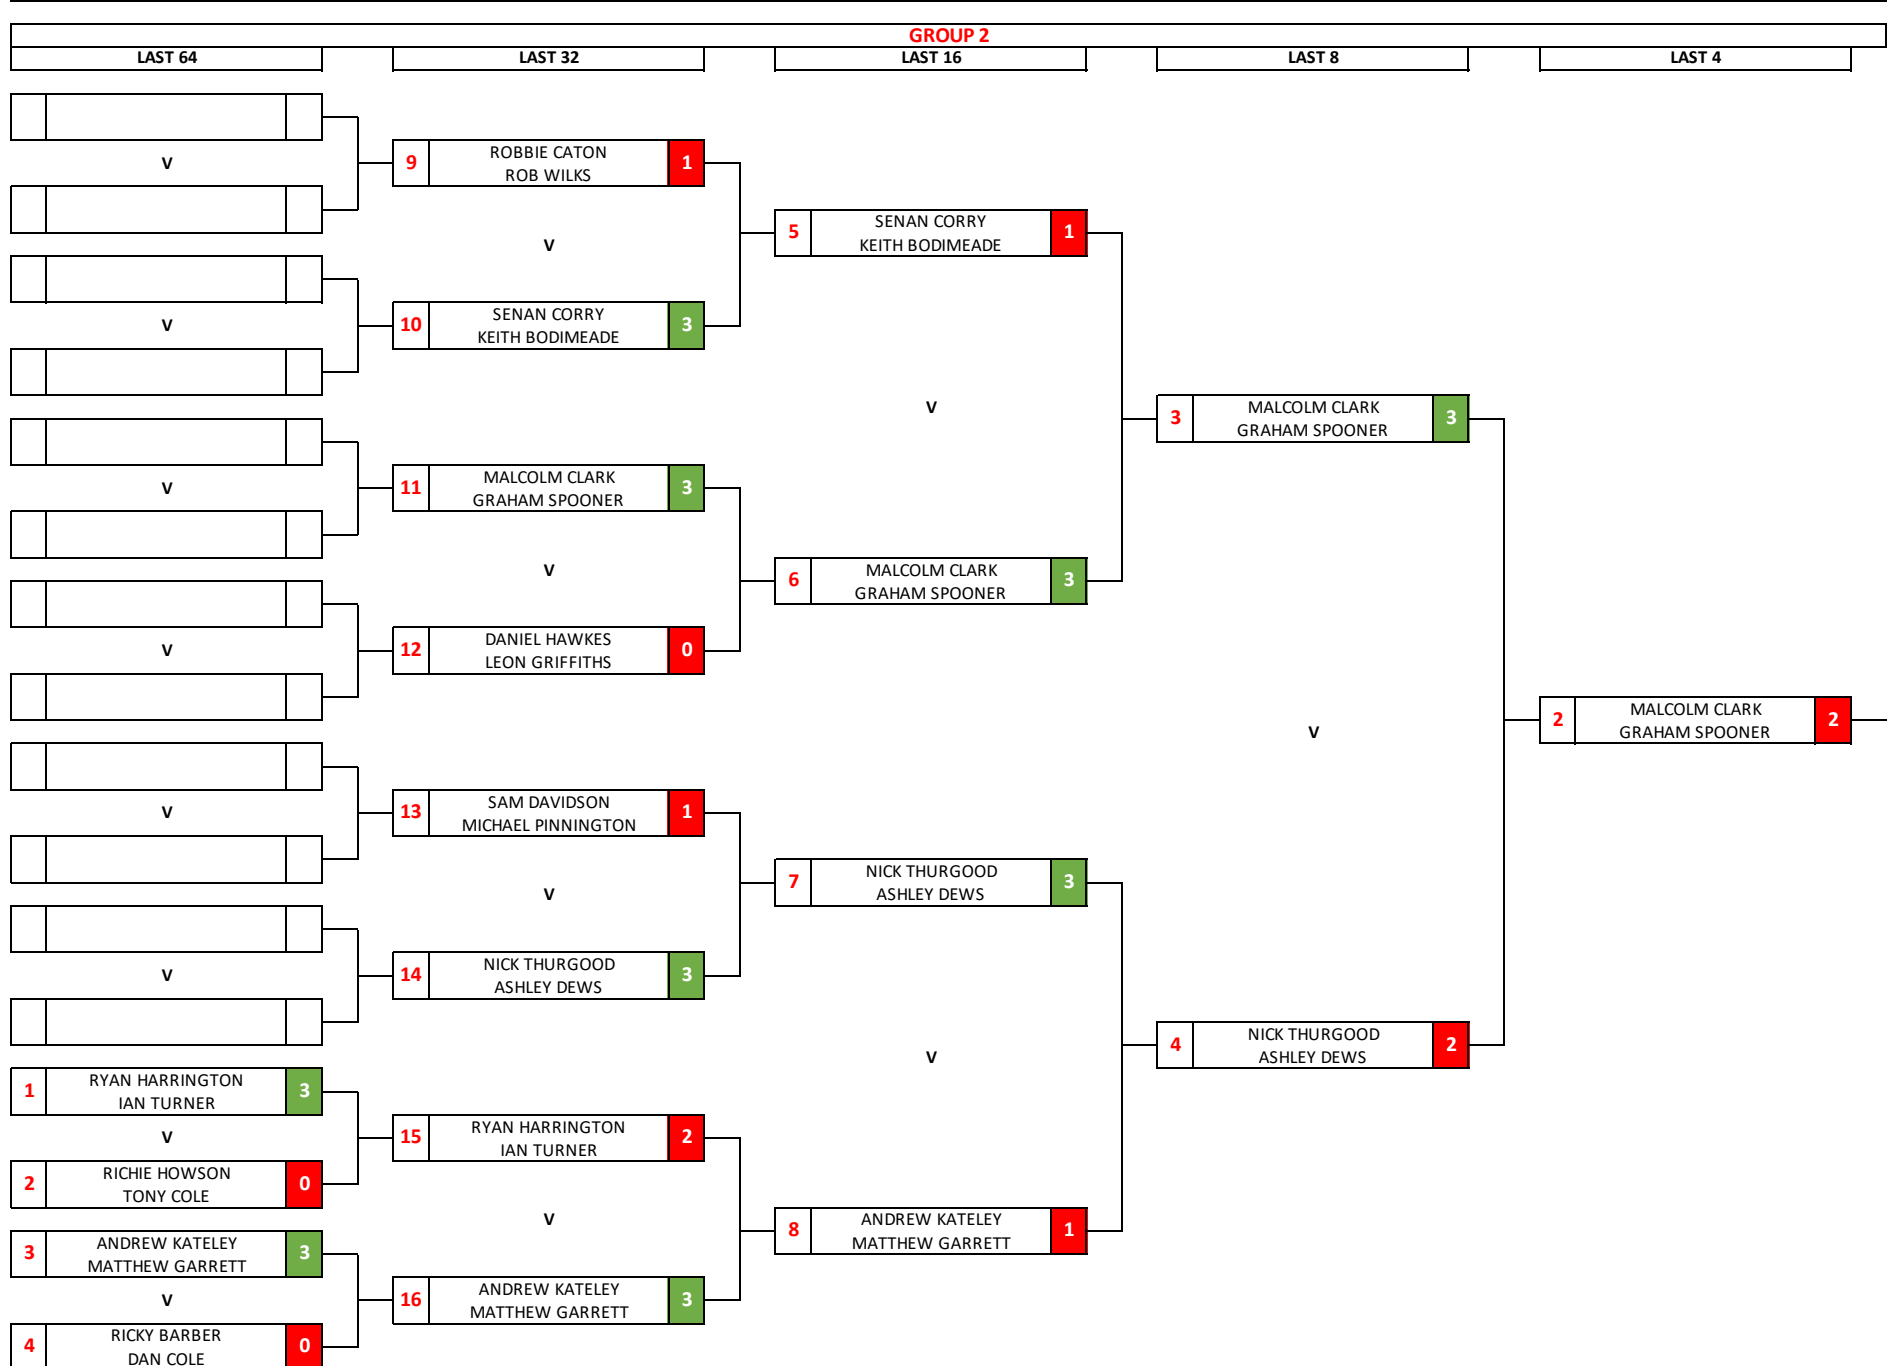 GROUP 2
LAST 64
LAST 32
LAST 16
LAST 8
LAST 4
V
V
V
V
V
V
1 RYAN HARRINGTON 3
IAN TURNER
V
2 RICHIE HOWSON 0
TONY COLE
3 ANDREW KATELEY 3
MATTHEW GARRETT
V
4 RICKY BARBER 0
DAN COLE
9 ROBBIE CATON 1
ROB WILKS
V
10 SENAN CORRY 3
KEITH BODIMEADE
11 MALCOLM CLARK 3
GRAHAM SPOONER
V
12 DANIEL HAWKES 0
LEON GRIFFITHS
13 SAM DAVIDSON 1
MICHAEL PINNINGTON
V
14 NICK THURGOOD 3
ASHLEY DEWS
15 RYAN HARRINGTON 2
IAN TURNER
V
16 ANDREW KATELEY 3
MATTHEW GARRETT
5 SENAN CORRY 1
KEITH BODIMEADE
V
6 MALCOLM CLARK 3
GRAHAM SPOONER
7 NICK THURGOOD 3
ASHLEY DEWS
V
8 ANDREW KATELEY 1
MATTHEW GARRETT
3 MALCOLM CLARK 3
GRAHAM SPOONER
V
4 NICK THURGOOD 2
ASHLEY DEWS
2 MALCOLM CLARK 2
GRAHAM SPOONER